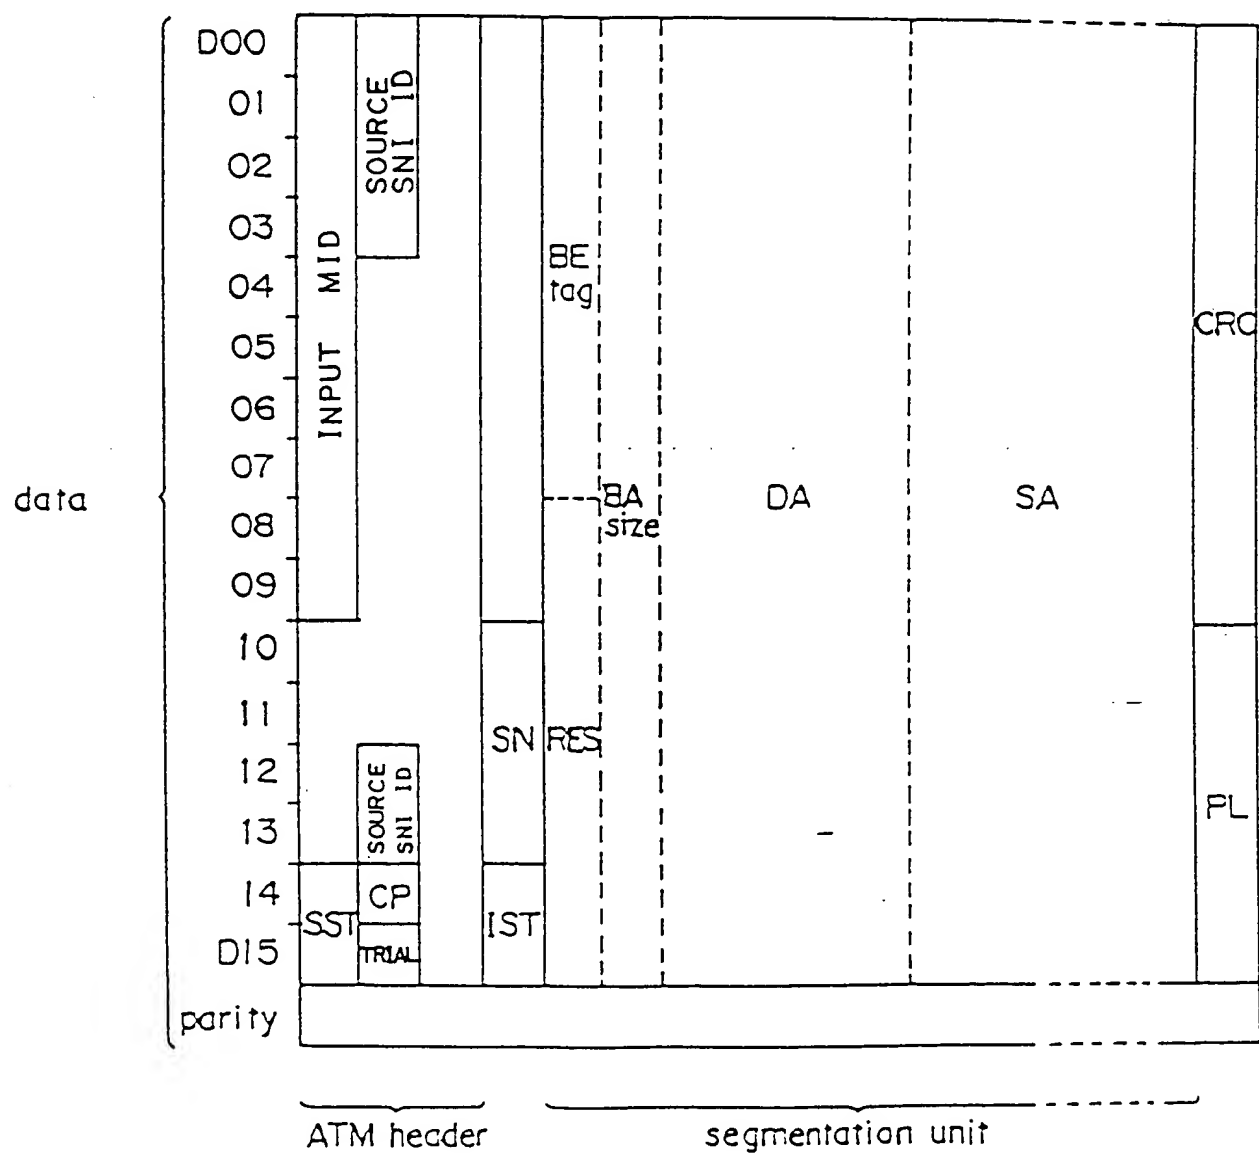 data
D00
01
02
03
04
05
06
07
08
09
10
11
12
13
14
D15
parity
INPUT MID
SOURCE
SNI ID
SOURCE
SNI ID
SST
CP
TRIAL
SN
IST
BE
tag
RES
BA
size
DA
SA
CRC
PL
ATM header
segmentation unit